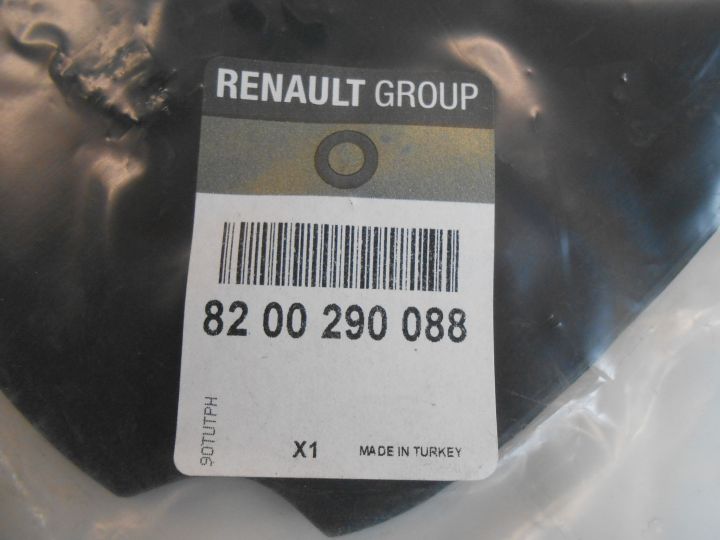 RENAULT GROUP
82 00 290 088
90TUTPH
X1 MADE IN TURKEY